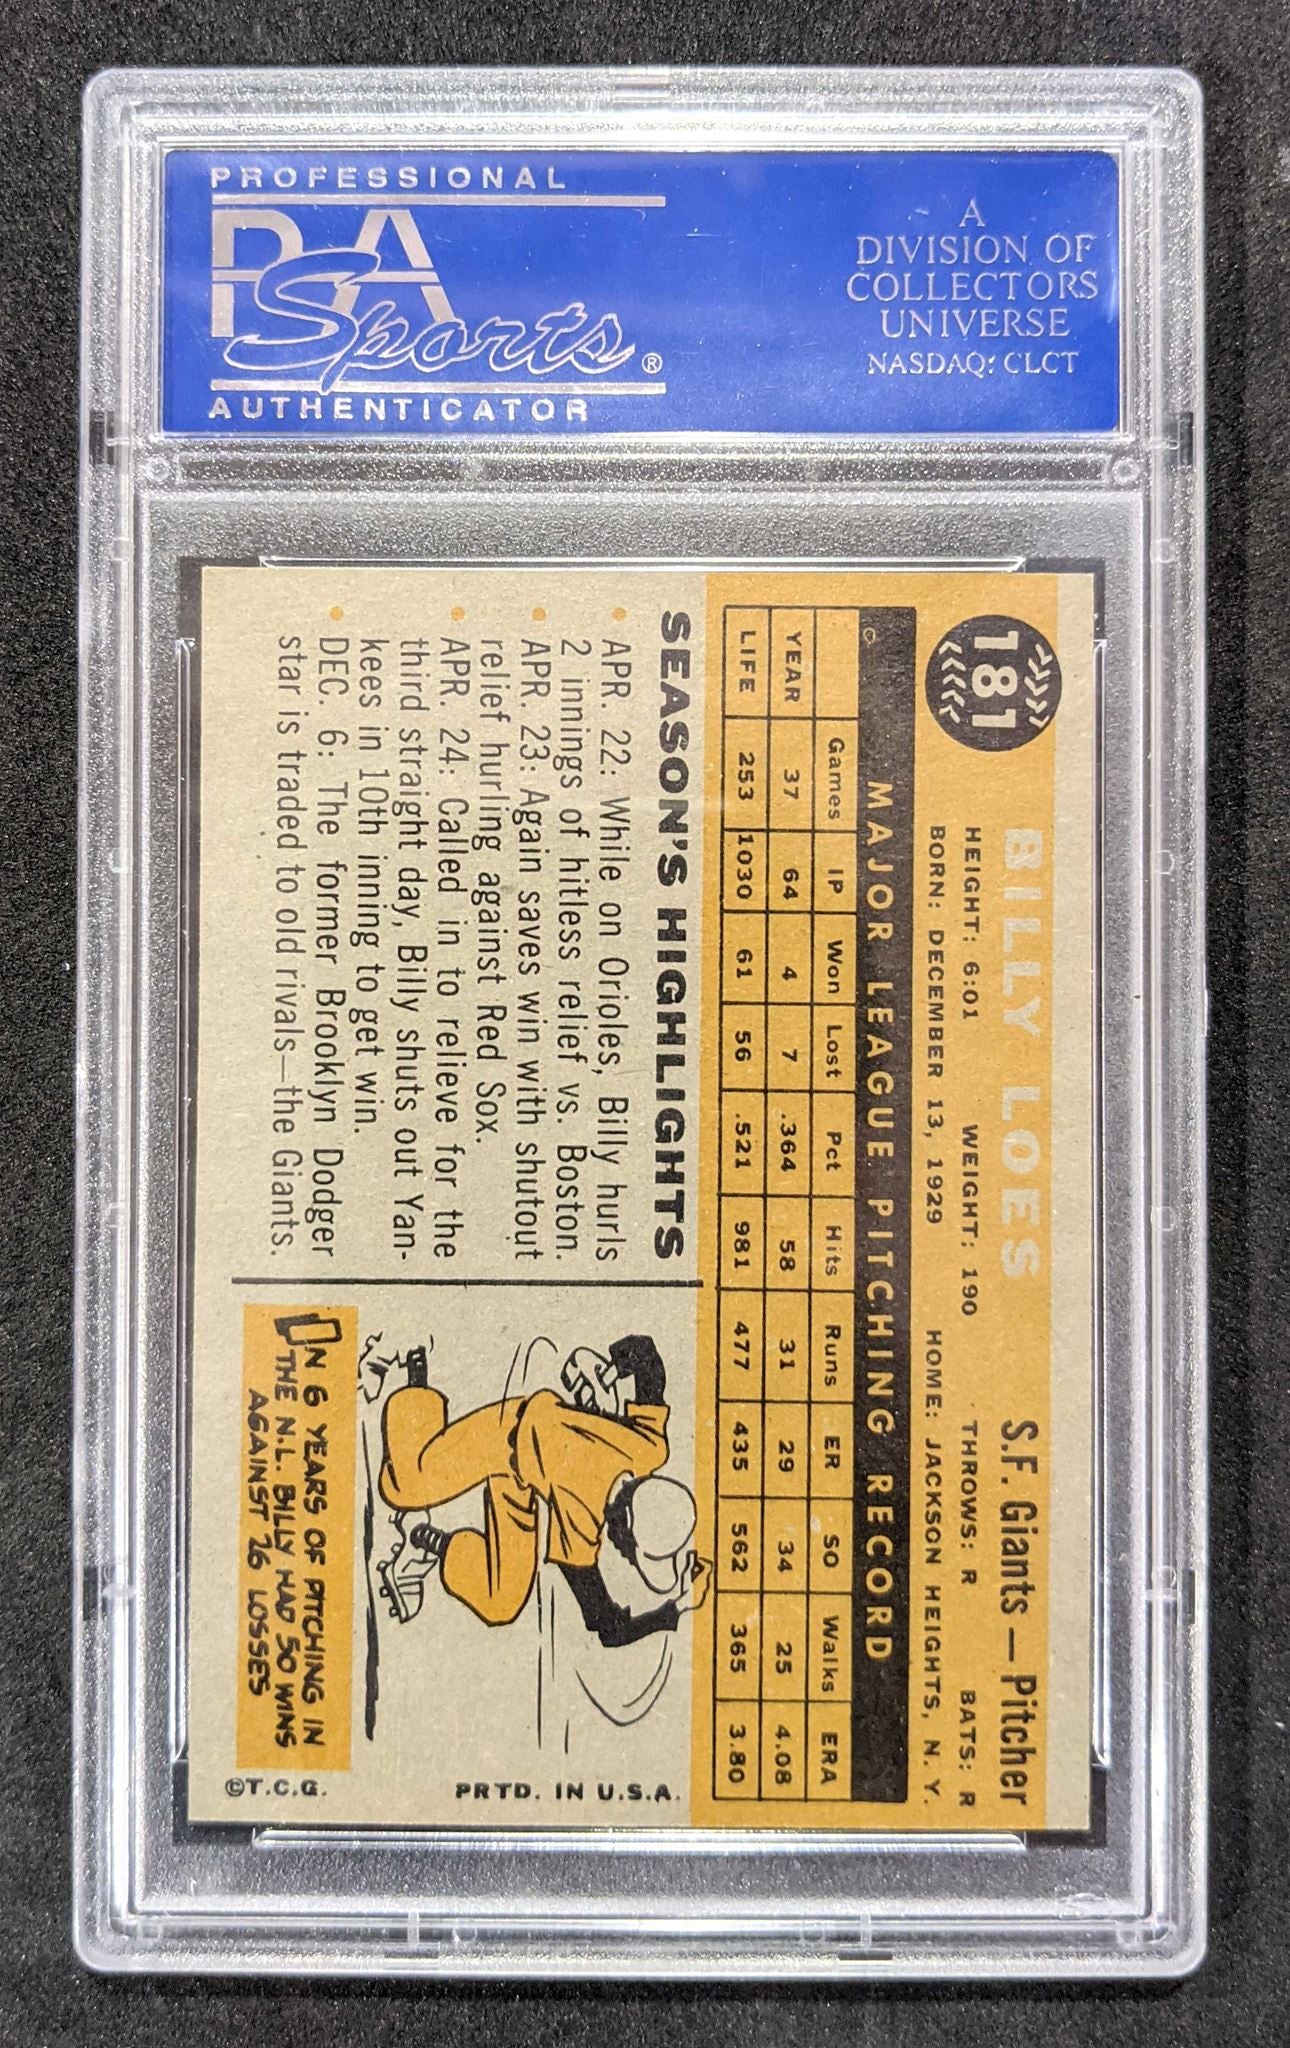 PROFESSIONAL
PSA
Sports®
AUTHENTICATOR
A
DIVISION OF
COLLECTORS
UNIVERSE
NASDAQ: CLCT
181
BILLY LOES
S.F. Giants—Pitcher
HEIGHT: 6:01 WEIGHT: 190 THROWS: R BATS: R
BORN: DECEMBER 13, 1929 HOME: JACKSON HEIGHTS, N. Y.
MAJOR LEAGUE PITCHING RECORD
Games IP Won Lost Pct Hits Runs ER SO Walks ERA
YEAR 37 64 4 7 .364 58 31 29 34 25 4.08
LIFE 253 1030 61 56 .521 981 477 435 562 365 3.80
SEASON'S HIGHLIGHTS
• APR. 22: While on Orioles, Billy hurls
2 innings of hitless relief vs. Boston.
• APR. 23: Again saves win with shutout
relief hurling against Red Sox.
• APR. 24: Called in to relieve for the
third straight day, Billy shuts out Yan-
kees in 10th inning to get win.
• DEC. 6: The former Brooklyn Dodger
star is traded to old rivals—the Giants.
IN 6 YEARS OF PITCHING IN
THE N.L. BILLY HAD 50 WINS
AGAINST 26 LOSSES
PRTD. IN U.S.A.
©T.C.G.